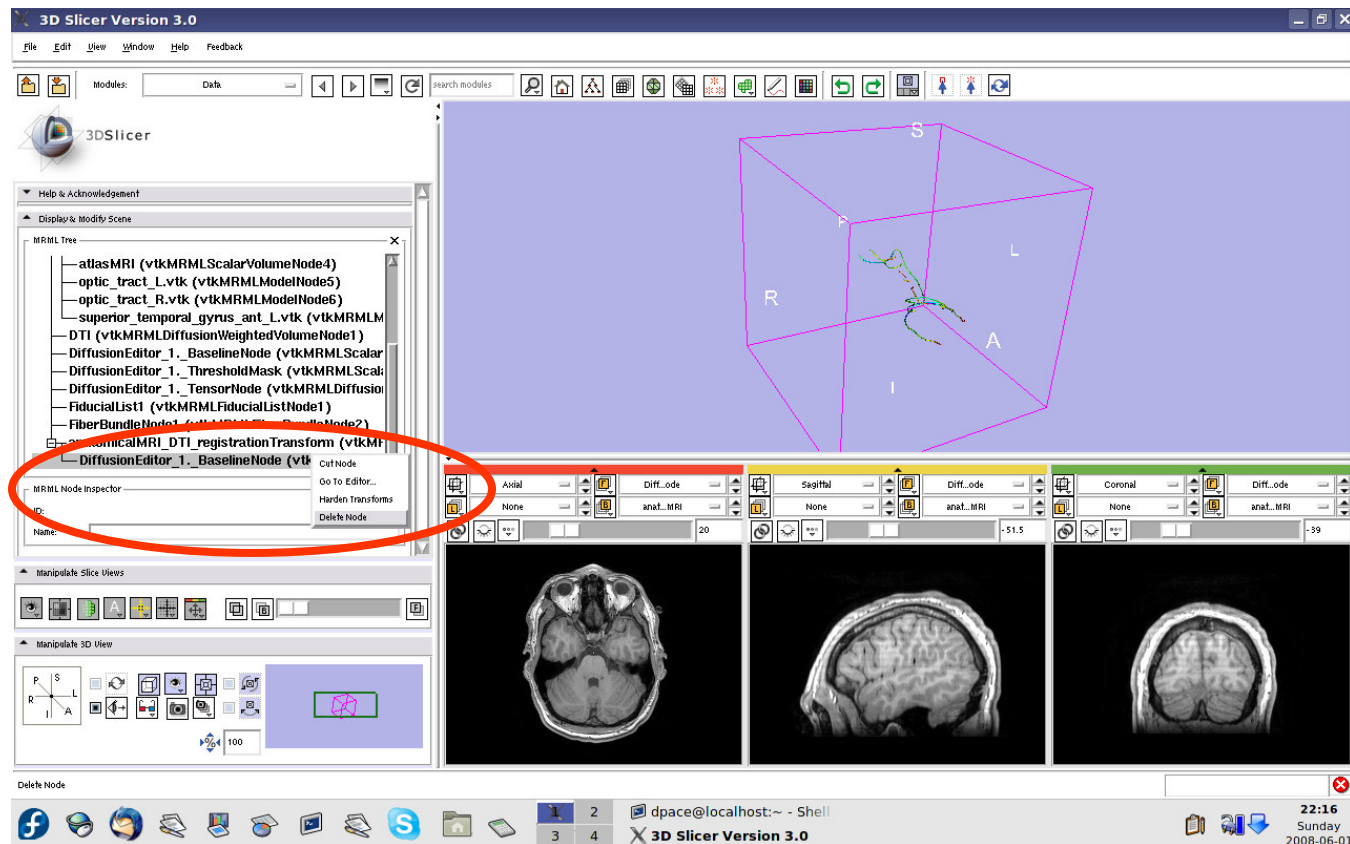 3D Slicer Version 3.0
File Edit View Window Help Feedback
Modules: Data search modules
3DSlicer
Help & Acknowledgement
Display & Modify Scene
MRML Tree
atlasMRI (vtkMRMLScalarVolumeNode4)
optic_tract_L.vtk (vtkMRMLModelNode5)
optic_tract_R.vtk (vtkMRMLModelNode6)
superior_temporal_gyrus_ant_L.vtk (vtkMRMLM
DTI (vtkMRMLDiffusionWeightedVolumeNode1)
DiffusionEditor_1._BaselineNode (vtkMRMLScalar
DiffusionEditor_1._ThresholdMask (vtkMRMLScala
DiffusionEditor_1._TensorNode (vtkMRMLDiffusion
FiducialList1 (vtkMRMLFiducialListNode1)
FiberBundleNode1
anatomicalMRI_DTI_registrationTransform (vtkMR
DiffusionEditor_1._BaselineNode (vtk
Cut Node
Go To Editor...
Harden Transforms
Delete Node
MRML Node Inspector
ID:
Name:
Manipulate Slice Views
A
B
F
Manipulate 3D View
P S
R L
I A
% 100
S
P
L
R
A
I
Axial F Diff...ode
L None B anat...MRI
20
Sagittal F Diff...ode
L None B anat...MRI
-51.5
Coronal F Diff...ode
L None B anat...MRI
-39
Delete Node
1 2
3 4
dpace@localhost:~ - Shell
3D Slicer Version 3.0
22:16
Sunday
2008-06-01